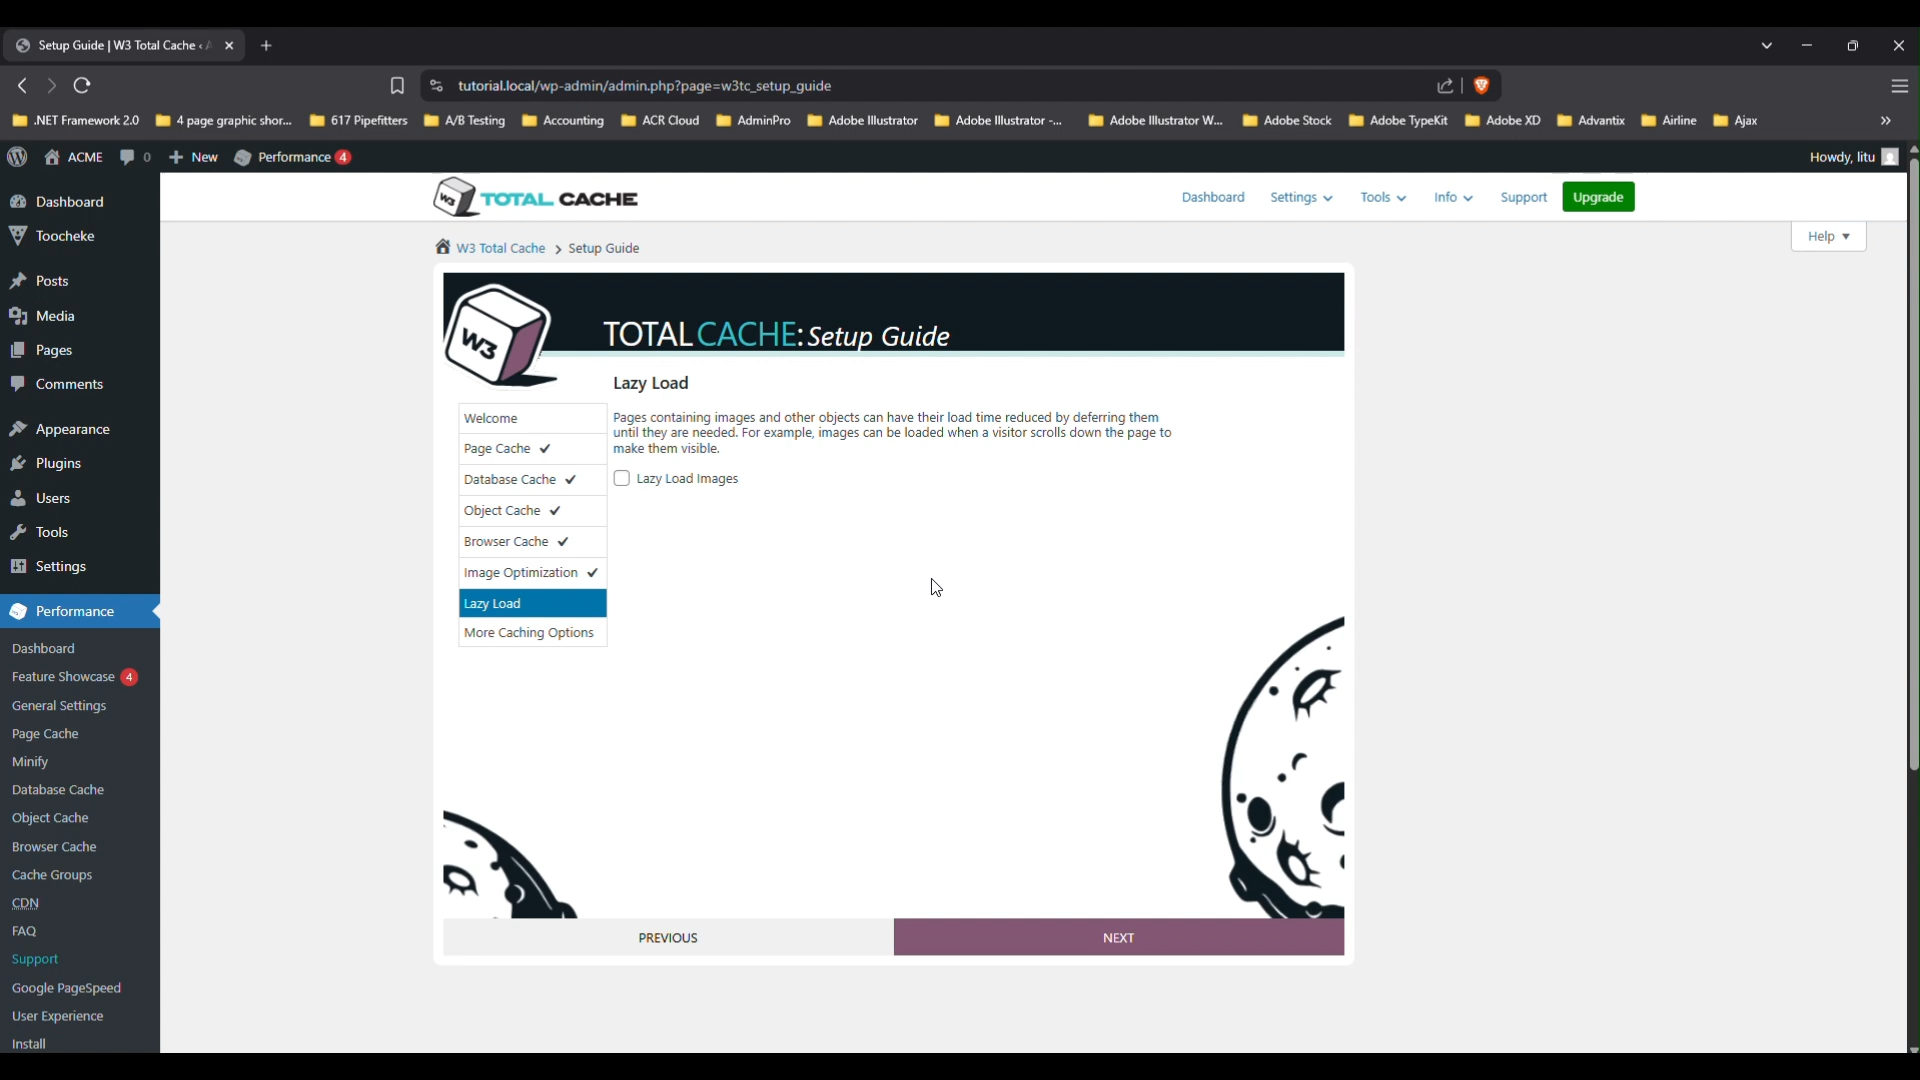 Setup Guide | W3 Total Cache ‹
tutorial.local/wp-admin/admin.php?page=w3tc_setup_guide
.NET Framework 2.0
4 page graphic shor...
617 Pipefitters
A/B Testing
Accounting
ACR Cloud
AdminPro
Adobe Illustrator
Adobe Illustrator -...
Adobe Illustrator W...
Adobe Stock
Adobe TypeKit
Adobe XD
Advantix
Airline
Ajax
»
ACME
0
New
Performance 4
Howdy, litu
W3 TOTAL CACHE
Dashboard
Settings
Tools
Info
Support
Upgrade
Help
W3 Total Cache > Setup Guide
W3
TOTAL CACHE: Setup Guide
Dashboard
Toocheke
Posts
Media
Pages
Comments
Appearance
Plugins
Users
Tools
Settings
Performance
Dashboard
Feature Showcase 4
General Settings
Page Cache
Minify
Database Cache
Object Cache
Browser Cache
Cache Groups
CDN
FAQ
Support
Google PageSpeed
User Experience
Install
Welcome
Page Cache ✓
Database Cache ✓
Object Cache ✓
Browser Cache ✓
Image Optimization ✓
Lazy Load
More Caching Options
Lazy Load
Pages containing images and other objects can have their load time reduced by deferring them
until they are needed. For example, images can be loaded when a visitor scrolls down the page to
make them visible.
Lazy Load Images
PREVIOUS
NEXT